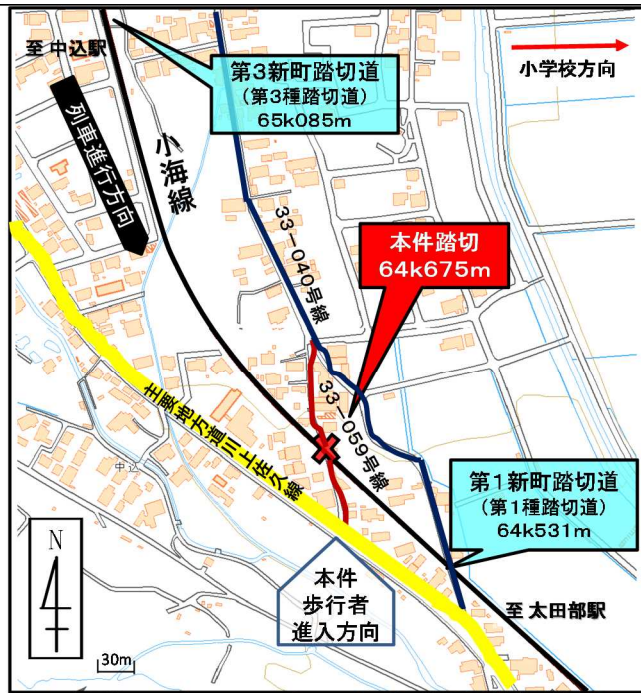 至 中込駅
第3新町踏切道
(第3種踏切道)
65k085m
小学校方向
列車進行方向
小海線
33-040号線
本件踏切
64k675m
33-059号線
主要地方道川上佐久線
中込
第1新町踏切道
(第1種踏切道)
64k531m
本件
歩行者
進入方向
至 太田部駅
N
30m